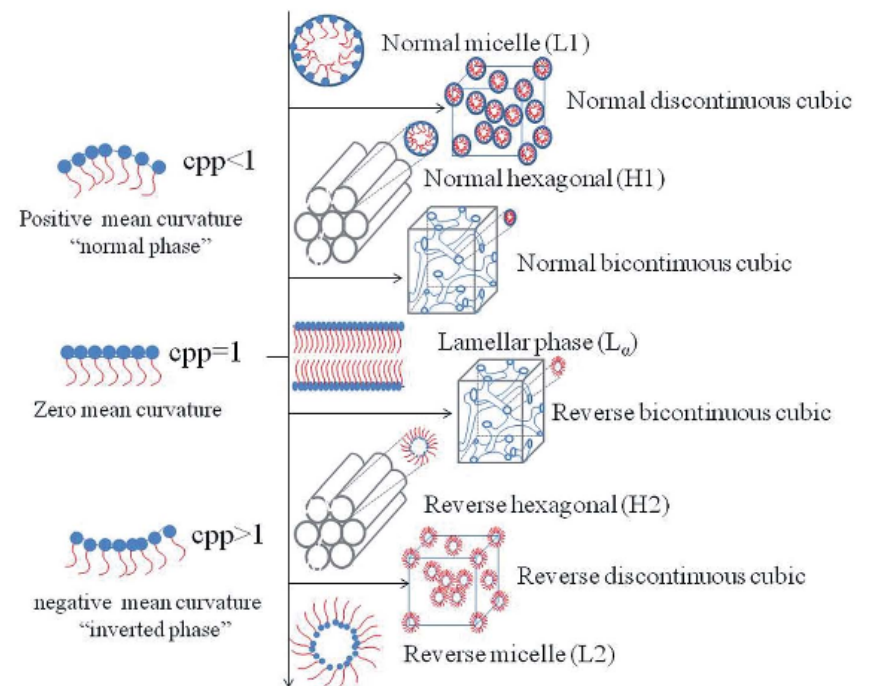 Normal micelle (L1)
Normal discontinuous cubic
cpp<1
Normal hexagonal (H1)
Positive mean curvature
“normal phase”
Normal bicontinuous cubic
cpp=1
Lamellar phase (Lα)
Zero mean curvature
Reverse bicontinuous cubic
Reverse hexagonal (H2)
cpp>1
Reverse discontinuous cubic
negative mean curvature
“inverted phase”
Reverse micelle (L2)